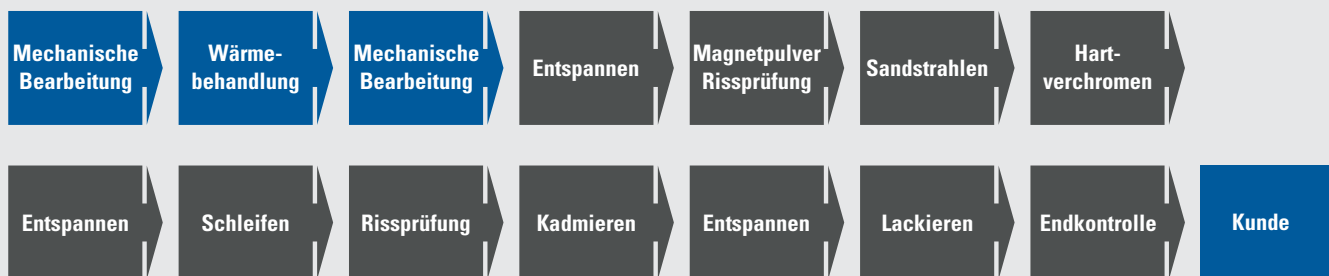 Mechanische
Bearbeitung
Wärme-
behandlung
Mechanische
Bearbeitung
Entspannen
Magnetpulver
Rissprüfung
Sandstrahlen
Hart-
verchromen
Entspannen
Schleifen
Rissprüfung
Kadmieren
Entspannen
Lackieren
Endkontrolle
Kunde